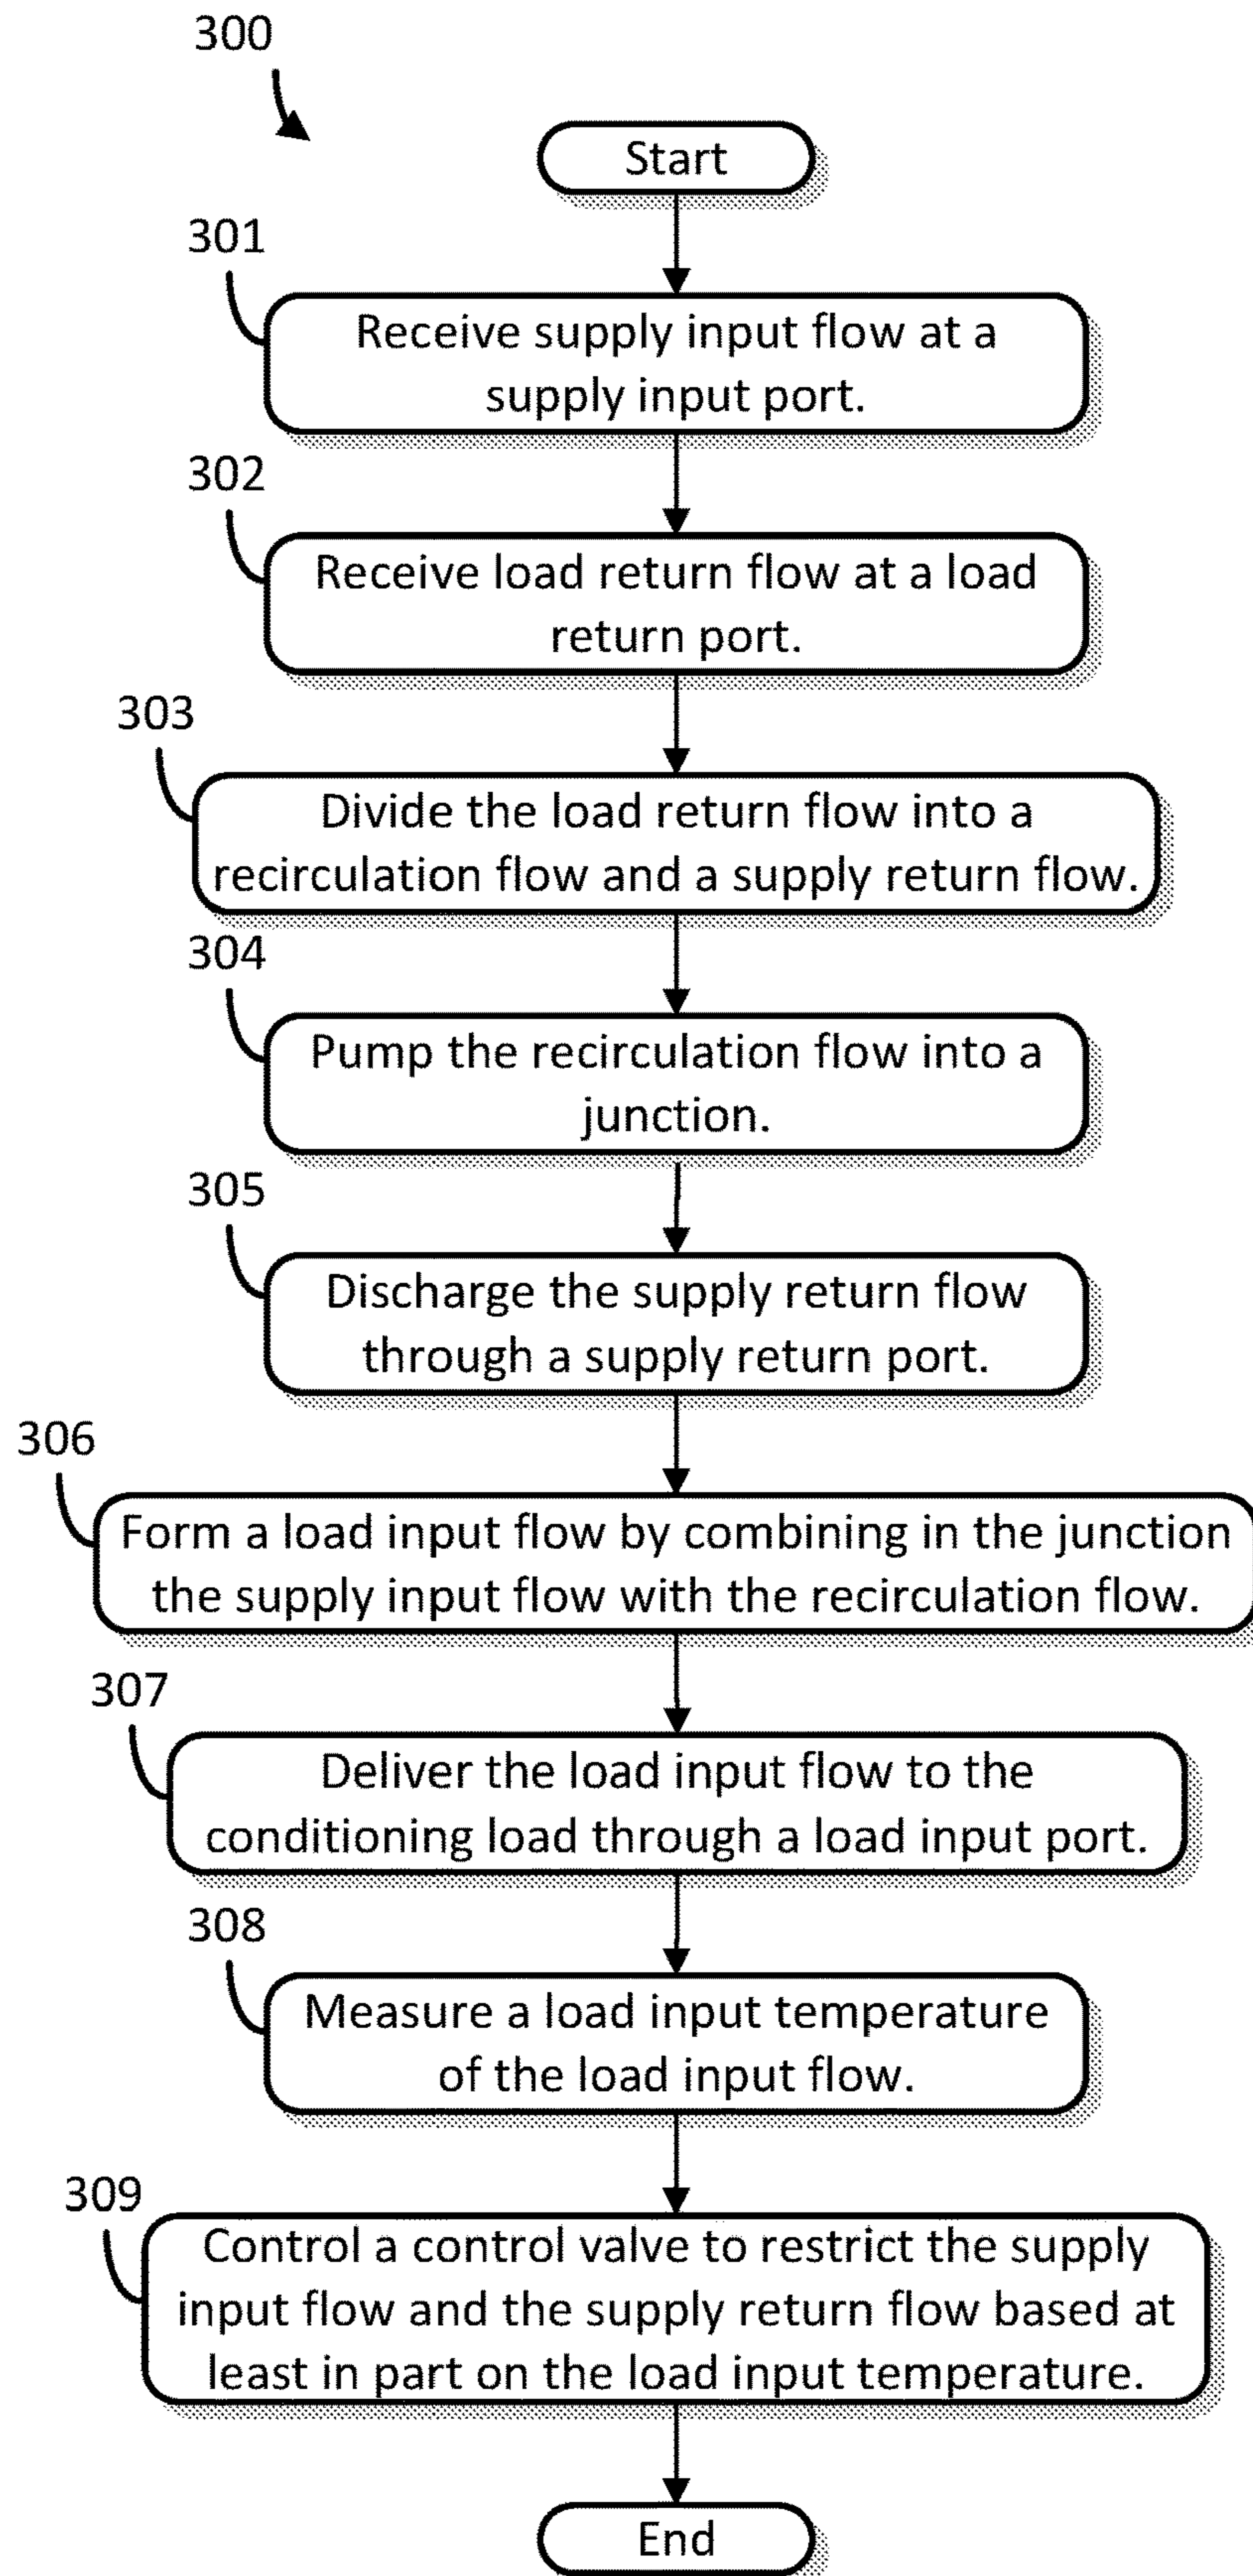 300
Start
301
Receive supply input flow at a
supply input port.
302
Receive load return flow at a load
return port.
303
Divide the load return flow into a
recirculation flow and a supply return flow.
304
Pump the recirculation flow into a
junction.
305
Discharge the supply return flow
through a supply return port.
306
Form a load input flow by combining in the junction
the supply input flow with the recirculation flow.
307
Deliver the load input flow to the
conditioning load through a load input port.
308
Measure a load input temperature
of the load input flow.
309
Control a control valve to restrict the supply
input flow and the supply return flow based at
least in part on the load input temperature.
End